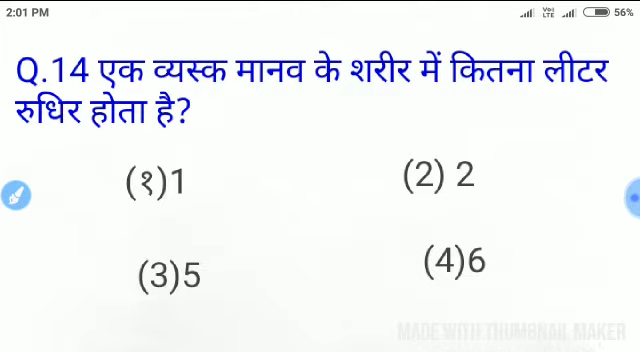 2:01 PM VoLTE 56%
Q.14 एक व्यस्क मानव के शरीर में कितना लीटर
रुधिर होता है?
(१)1 (2) 2
(3)5 (4)6
MADE WITH THUMBNAIL MAKER